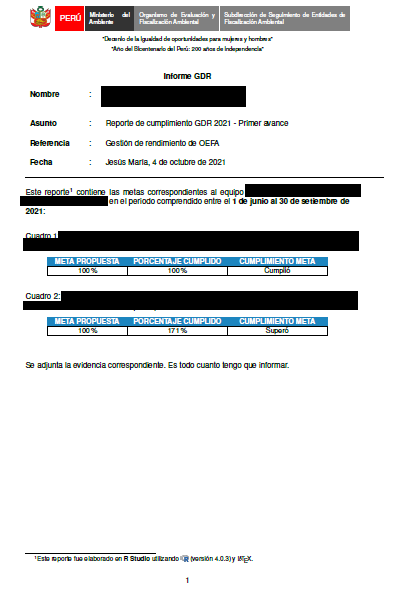 PERÚ Ministerio del Ambiente Organismo de Evaluación y Fiscalización Ambiental Subdirección de Seguimiento de Entidades de Fiscalización Ambiental
"Decenio de la Igualdad de oportunidades para mujeres y hombres"
"Año del Bicentenario del Perú: 200 años de Independencia"
Informe GDR
Nombre :
Asunto : Reporte de cumplimiento GDR 2021 - Primer avance
Referencia : Gestión de rendimiento de OEFA
Fecha : Jesús María, 4 de octubre de 2021
Este reporte¹ contiene las metas correspondientes al equipo
en el periodo comprendido entre el 1 de junio al 30 de setiembre de
2021:
Cuadro 1
META PROPUESTA PORCENTAJE CUMPLIDO CUMPLIMIENTO META
100 % 100 % Cumplió
Cuadro 2:
META PROPUESTA PORCENTAJE CUMPLIDO CUMPLIMIENTO META
100 % 171 % Superó
Se adjunta la evidencia correspondiente. Es todo cuanto tengo que informar.
¹Este reporte fue elaborado en R Studio utilizando R (versión 4.0.3) y LATEX.
1